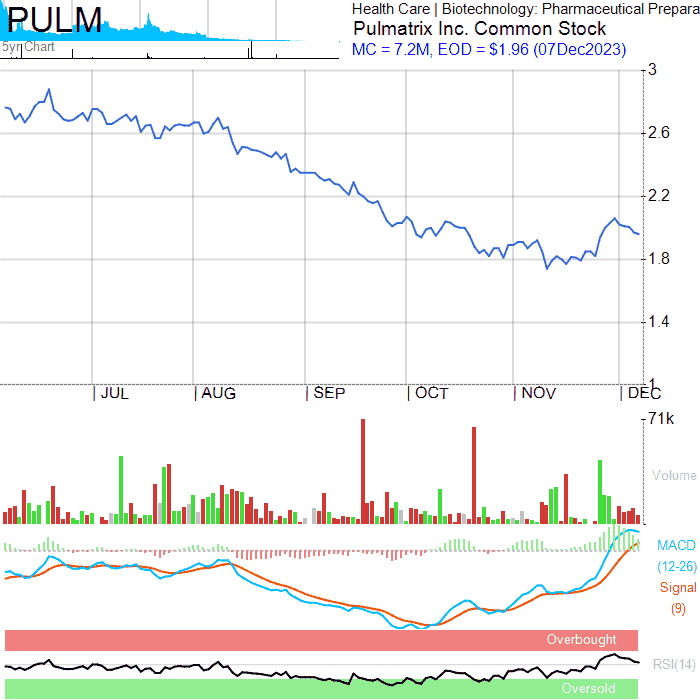 PULM
5yr Chart
Health Care | Biotechnology: Pharmaceutical Prepara
Pulmatrix Inc. Common Stock
MC = 7.2M, EOD = $1.96 (07Dec2023)
3
2.6
2.2
1.8
1.4
1
JUL AUG SEP OCT NOV DEC
71k
Volume
MACD
(12-26)
Signal
(9)
Overbought
RSI(14)
Oversold